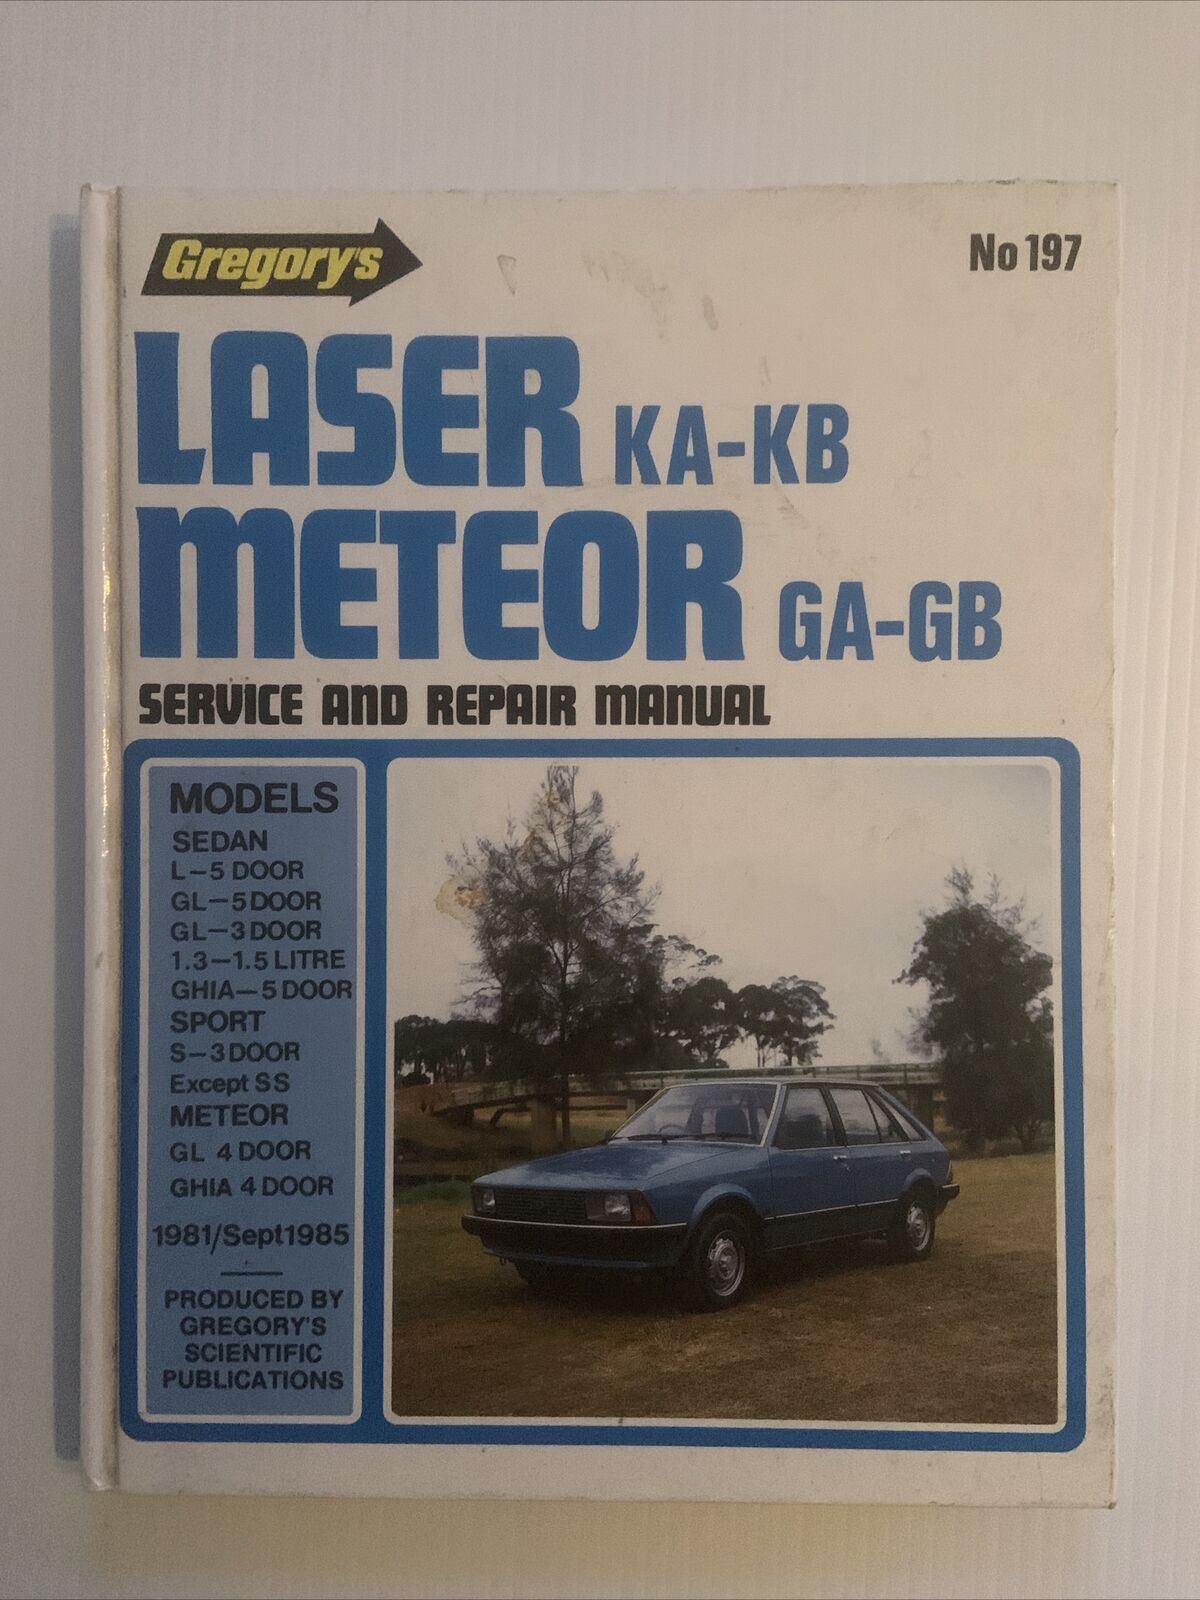 Gregory's
No 197
LASER KA-KB
METEOR GA-GB
SERVICE AND REPAIR MANUAL
MODELS
SEDAN
L-5 DOOR
GL-5 DOOR
GL-3 DOOR
1.3-1.5 LITRE
GHIA-5 DOOR
SPORT
S-3 DOOR
Except SS
METEOR
GL 4 DOOR
GHIA 4 DOOR
1981/Sept1985
PRODUCED BY
GREGORY'S
SCIENTIFIC
PUBLICATIONS